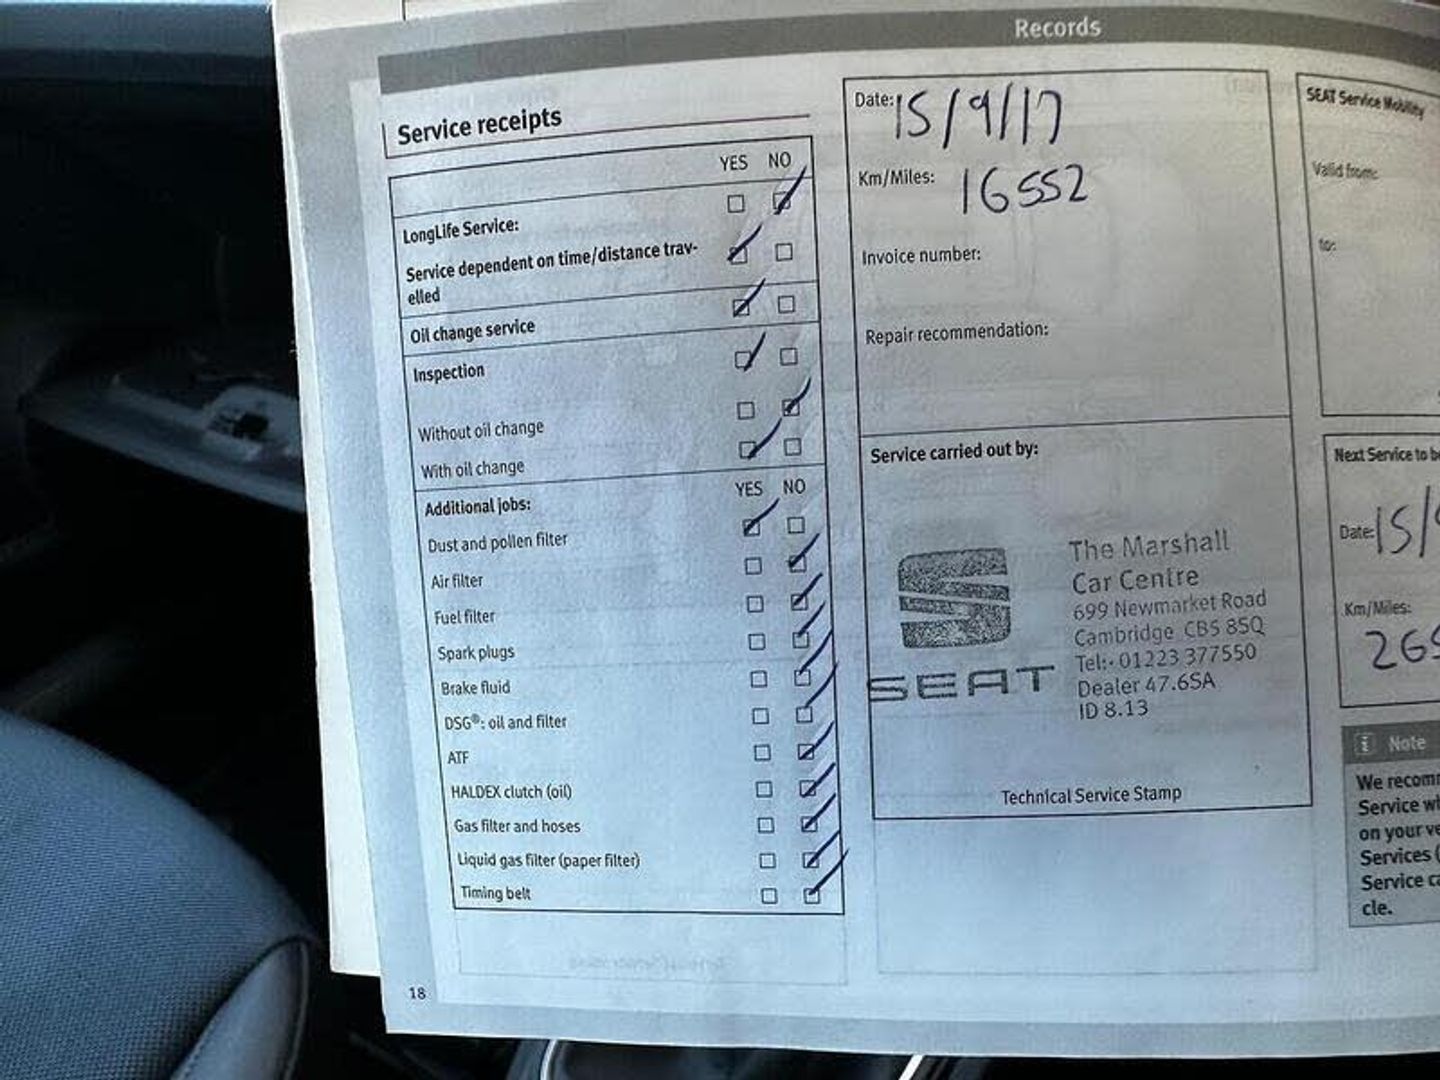 Records
Service receipts
YES NO
LongLife Service:
Service dependent on time/distance trav-
elled
Oil change service
Inspection
Without oil change
With oil change
Additional jobs:
YES NO
Dust and pollen filter
Air filter
Fuel filter
Spark plugs
Brake fluid
DSG®: oil and filter
ATF
HALDEX clutch (oil)
Gas filter and hoses
Liquid gas filter (paper filter)
Timing belt
18
Date: 15/9/17
Km/Miles: 16552
Invoice number:
Repair recommendation:
Service carried out by:
SEAT
The Marshall
Car Centre
699 Newmarket Road
Cambridge CB5 8SQ
Tel:- 01223 377550
Dealer 47.6SA
ID 8.13
Technical Service Stamp
SEAT Service Mobility
Valid from:
to:
Next Service to b
Date: 15/
Km/Miles:
265
i Note
We recom
Service w
on your ve
Services (
Service ca
cle.